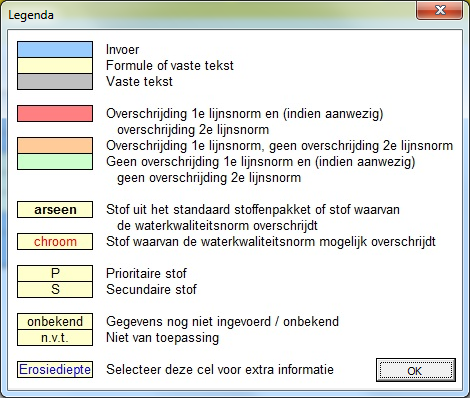 Legenda
Invoer
Formule of vaste tekst
Vaste tekst
Overschrijding 1e lijnsnorm en (indien aanwezig)
overschrijding 2e lijnsnorm
Overschrijding 1e lijnsnorm, geen overschrijding 2e lijnsnorm
Geen overschrijding 1e lijnsnorm en (indien aanwezig)
geen overschrijding 2e lijnsnorm
arseen Stof uit het standaard stoffenpakket of stof waarvan
de waterkwaliteitsnorm overschrijdt
chroom Stof waarvan de waterkwaliteitsnorm mogelijk overschrijdt
P Prioritaire stof
S Secundaire stof
onbekend Gegevens nog niet ingevoerd / onbekend
n.v.t. Niet van toepassing
Erosiediepte Selecteer deze cel voor extra informatie
OK